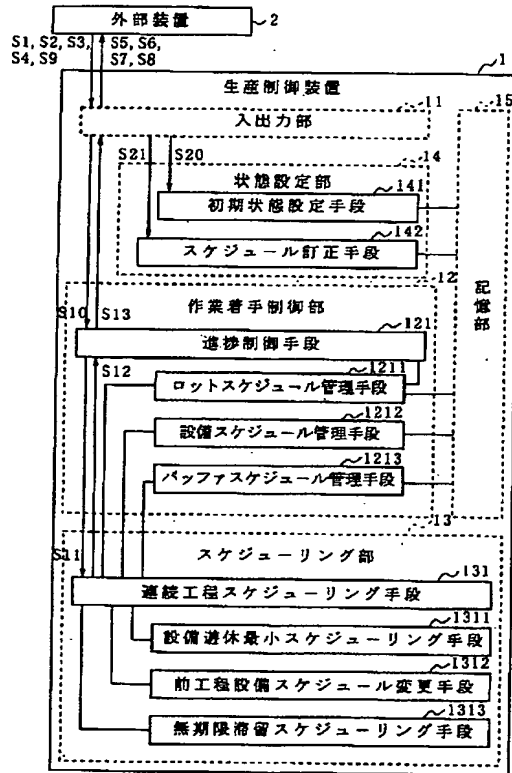 外部装置
2
S1, S2, S3,
S4, S9
S5, S6,
S7, S8
1
生産制御装置
11
入出力部
15
S21
S20
14
状態設定部
141
初期状態設定手段
142
スケジュール訂正手段
12
作業着手制御部
記憶部
S10
S13
121
進捗制御手段
S12
1211
ロットスケジュール管理手段
1212
設備スケジュール管理手段
1213
バッファスケジュール管理手段
13
スケジューリング部
S11
131
連続工程スケジューリング手段
1311
設備遊休最小スケジューリング手段
1312
前工程設備スケジュール変更手段
1313
無期限滞留スケジューリング手段